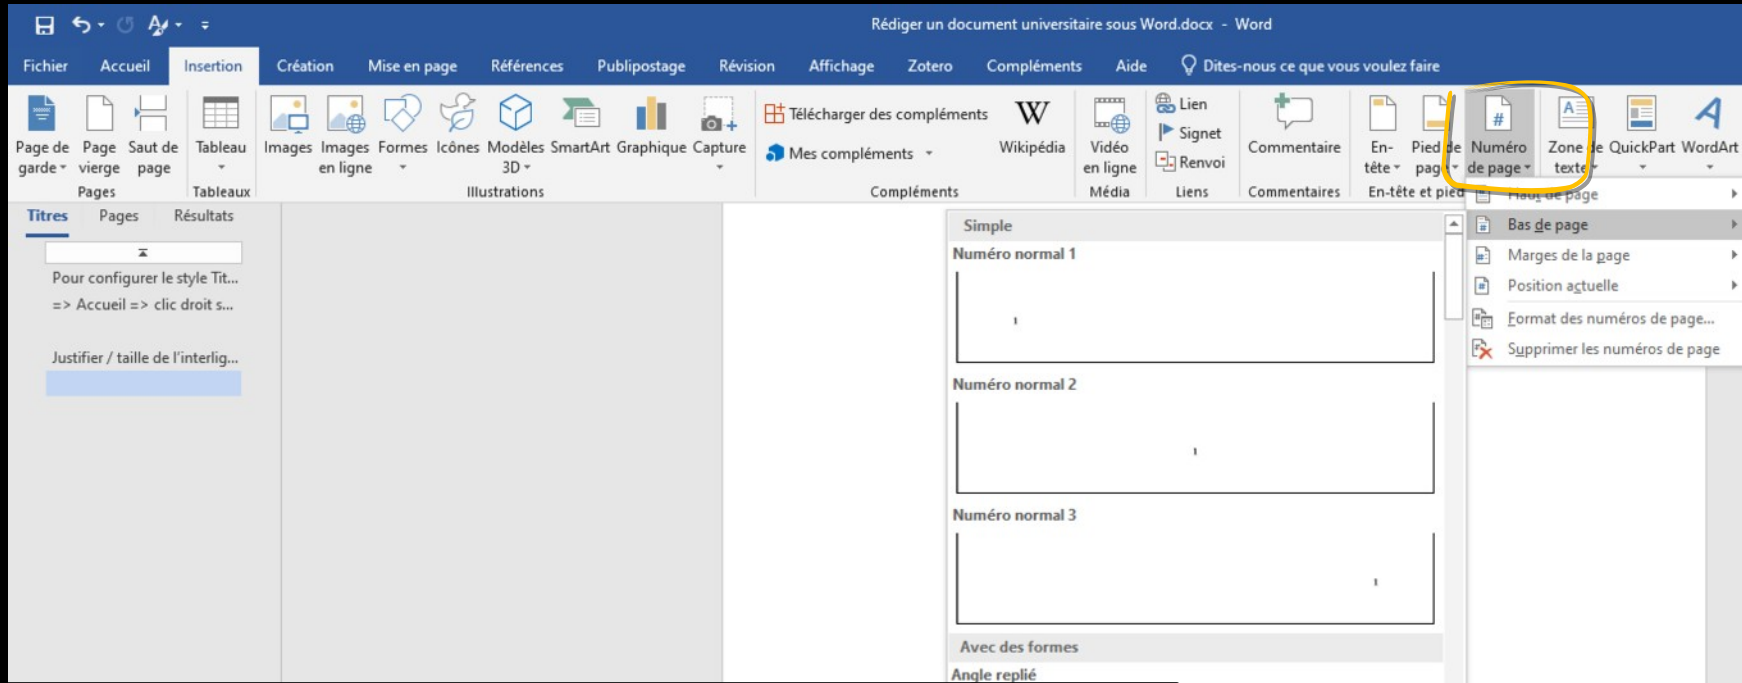 Rédiger un document universitaire sous Word.docx - Word
Fichier Accueil Insertion Création Mise en page Références Publipostage Révision Affichage Zotero Compléments Aide Dites-nous ce que vous voulez faire
Page de garde
Page vierge
Saut de page
Pages
Tableau
Tableaux
Images
Images en ligne
Formes
Icônes
Modèles 3D
SmartArt
Graphique
Capture
Illustrations
Télécharger des compléments
Mes compléments
W
Wikipédia
Compléments
Vidéo en ligne
Média
Lien
Signet
Renvoi
Liens
Commentaire
Commentaires
En-tête
Pied de page
# Numéro de page
En-tête et pied
A Zone de texte
QuickPart
A WordArt
Titres Pages Résultats
Pour configurer le style Tit...
=> Accueil => clic droit s...
Justifier / taille de l'interlig...
Simple
Numéro normal 1
1
Numéro normal 2
1
Numéro normal 3
1
Avec des formes
Angle replié
Haut de page
Bas de page
Marges de la page
Position actuelle
Format des numéros de page...
Supprimer les numéros de page